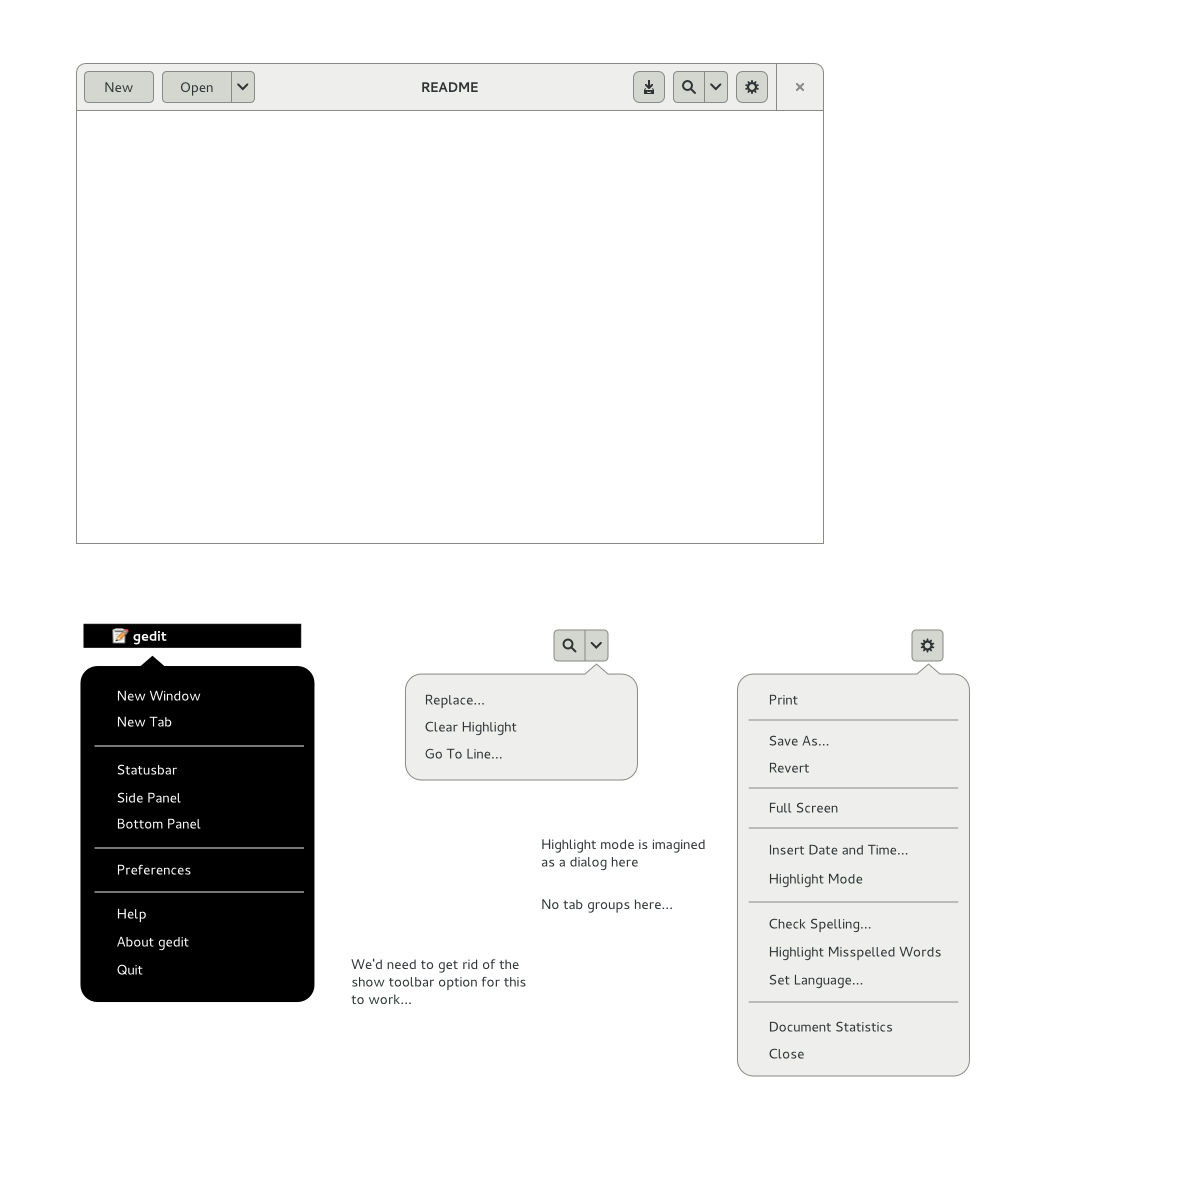 New
Open
README
gedit
New Window
New Tab
Statusbar
Side Panel
Bottom Panel
Preferences
Help
About gedit
Quit
Replace...
Clear Highlight
Go To Line...
Highlight mode is imagined
as a dialog here
No tab groups here...
We'd need to get rid of the
show toolbar option for this
to work...
Print
Save As...
Revert
Full Screen
Insert Date and Time...
Highlight Mode
Check Spelling...
Highlight Misspelled Words
Set Language...
Document Statistics
Close